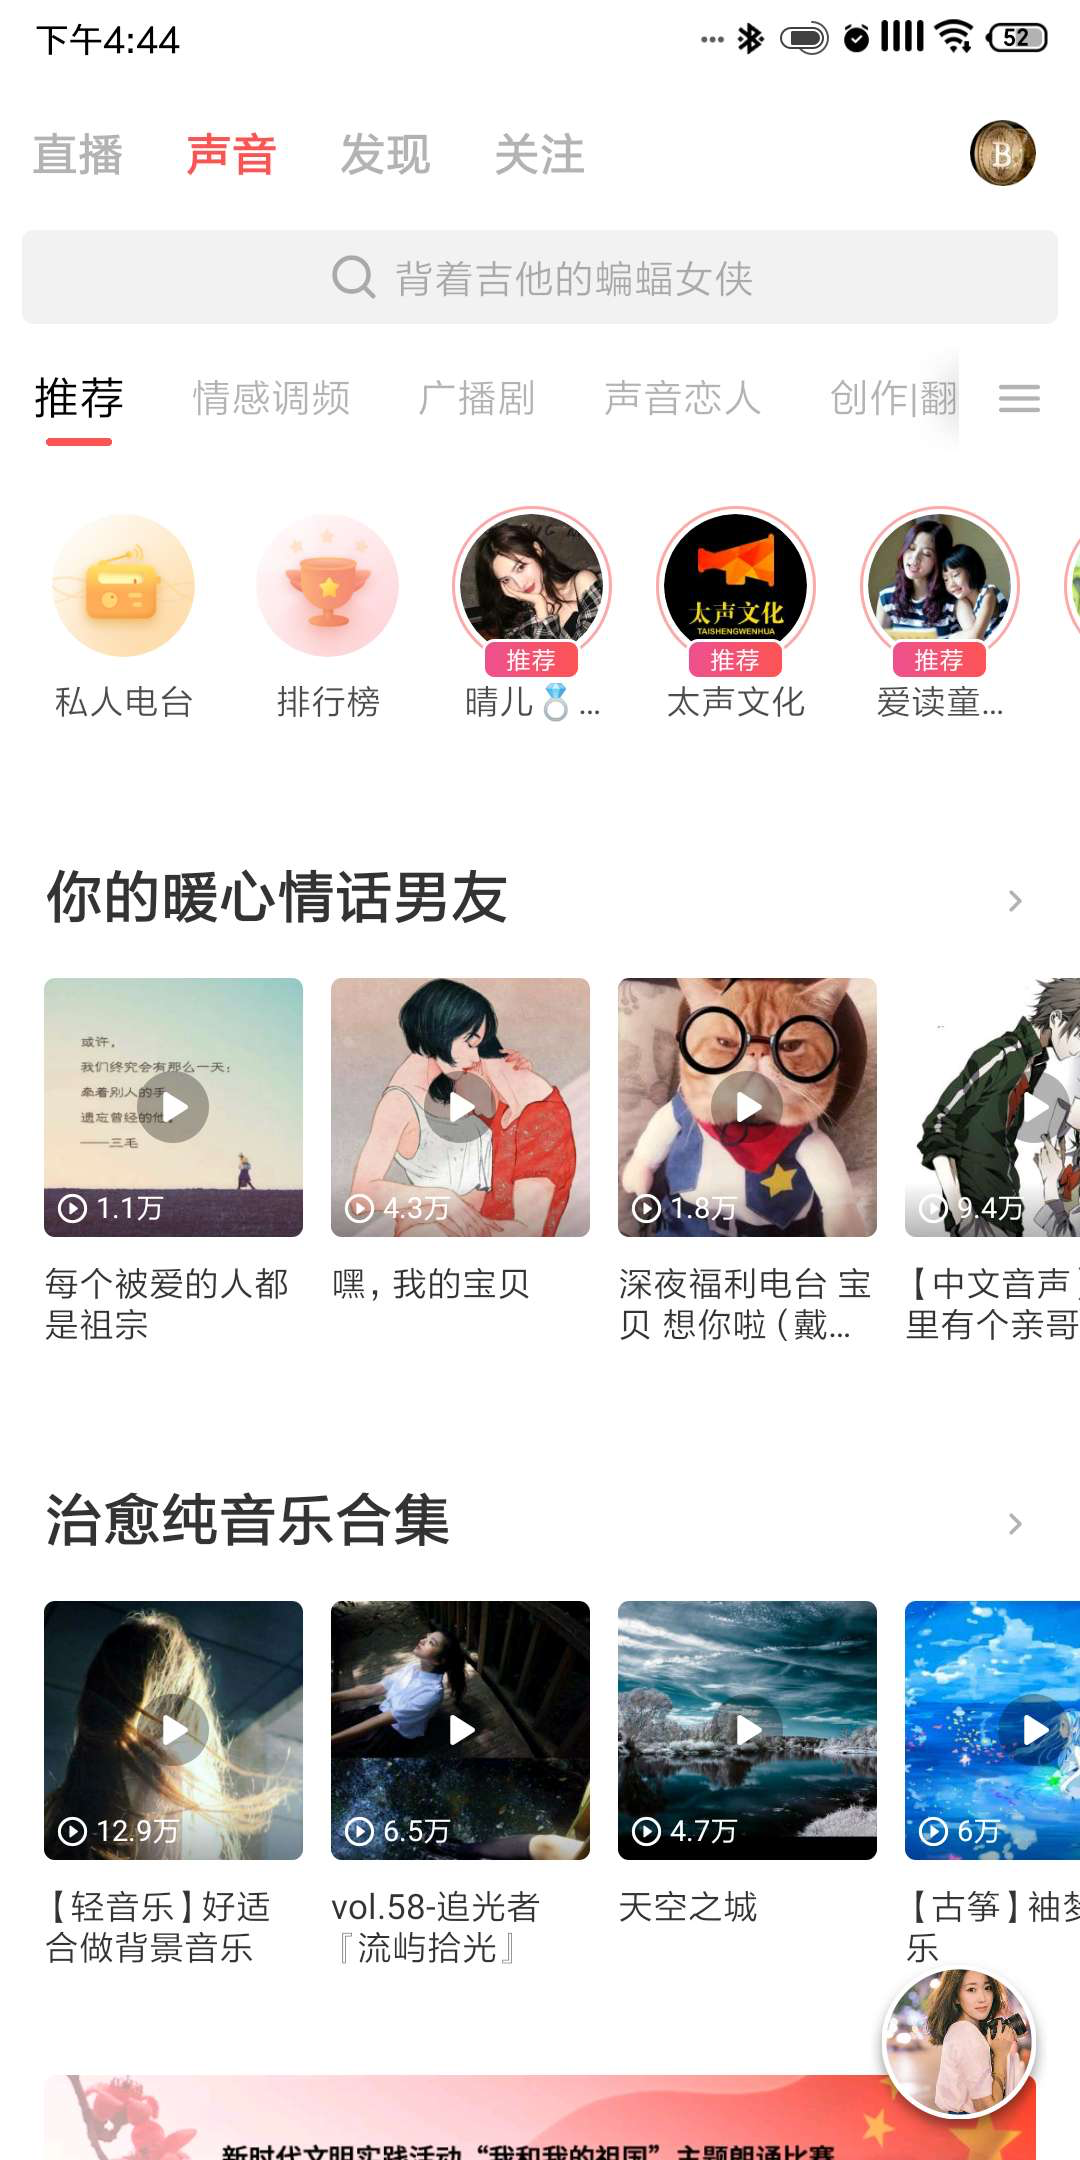 下午4:44
52
直播 声音 发现 关注
背着吉他的蝙蝠女侠
推荐 情感调频 广播剧 声音恋人 创作|翻
太声文化
TAISHENGWENHUA
推荐 推荐 推荐
私人电台 排行榜 晴儿💍... 太声文化 爱读童...
你的暖心情话男友
或许，
我们终究会有那么一天：
牵着别人的手
遗忘曾经的他。
——三毛
1.1万 4.3万 1.8万 9.4万
每个被爱的人都
是祖宗
嘿，我的宝贝
深夜福利电台 宝
贝 想你啦（戴...
【中文音声】
里有个亲哥
治愈纯音乐合集
12.9万 6.5万 4.7万 6万
【轻音乐】好适
合做背景音乐
vol.58-追光者
『流屿拾光』
天空之城
【古筝】袖梦
乐
新时代文明实践活动“我和我的祖国”主题朗诵比赛